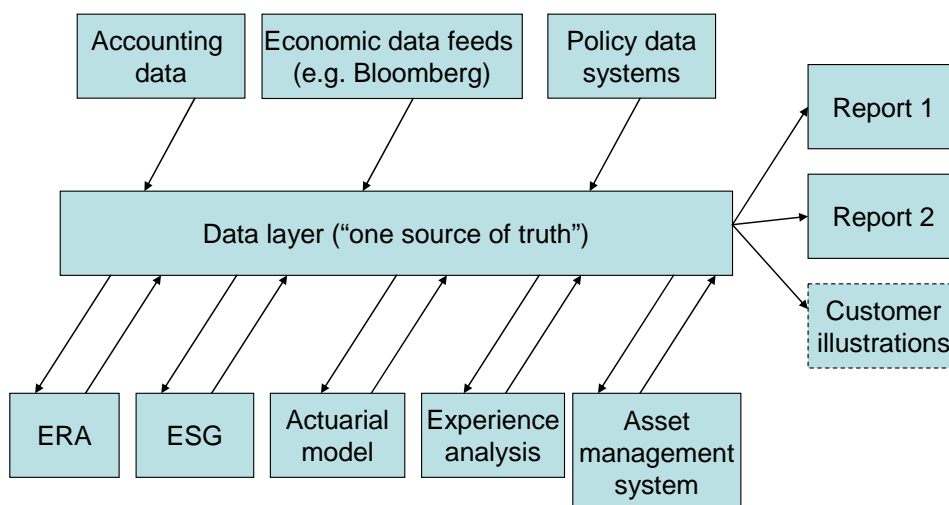 Accounting
data
Economic data feeds
(e.g. Bloomberg)
Policy data
systems
Report 1
Report 2
Data layer (“one source of truth”)
Customer
illustrations
ERA
ESG
Actuarial
model
Experience
analysis
Asset
management
system